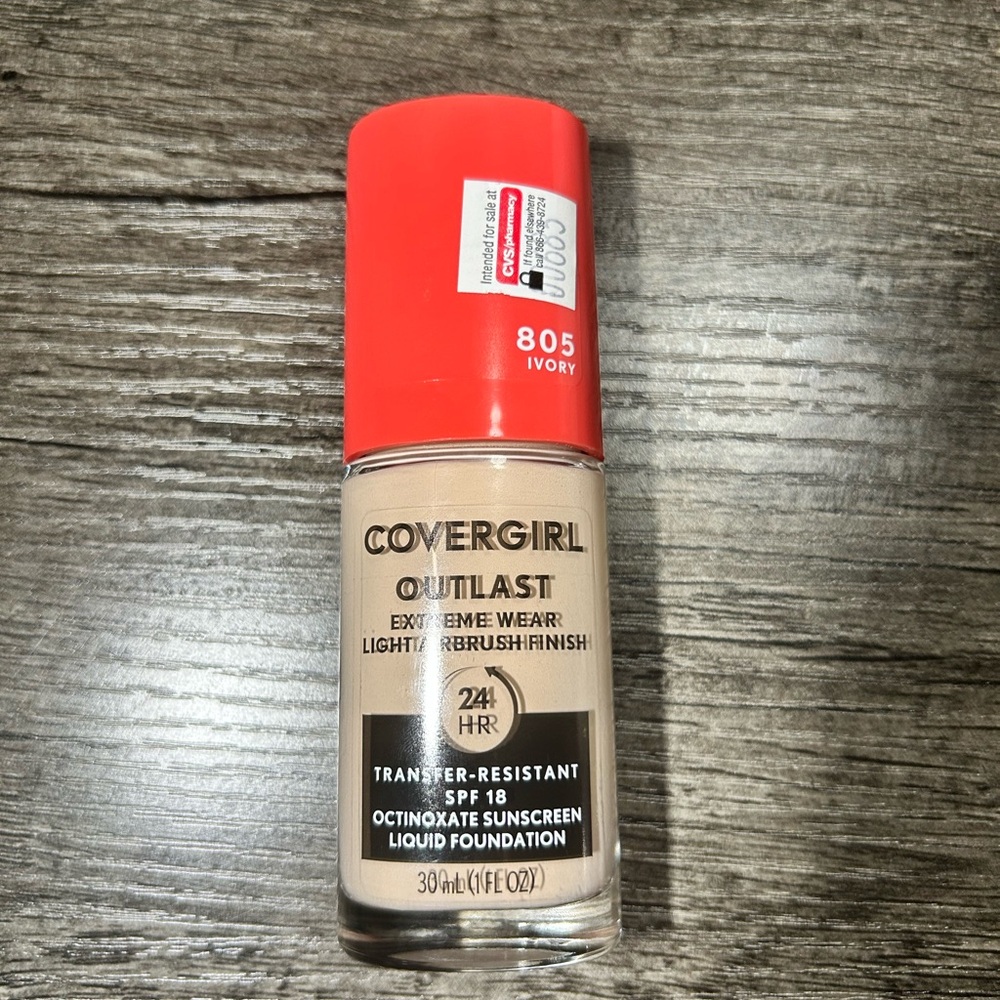 Intended for sale at
CVS/pharmacy
If found elsewhere
call 866-439-8724
805
IVORY
COVERGIRL
OUTLAST
EXTREME WEAR
LIGHT AIRBRUSH FINISH
24
HR
TRANSFER-RESISTANT
SPF 18
OCTINOXATE SUNSCREEN
LIQUID FOUNDATION
30 mL (1 FL OZ)